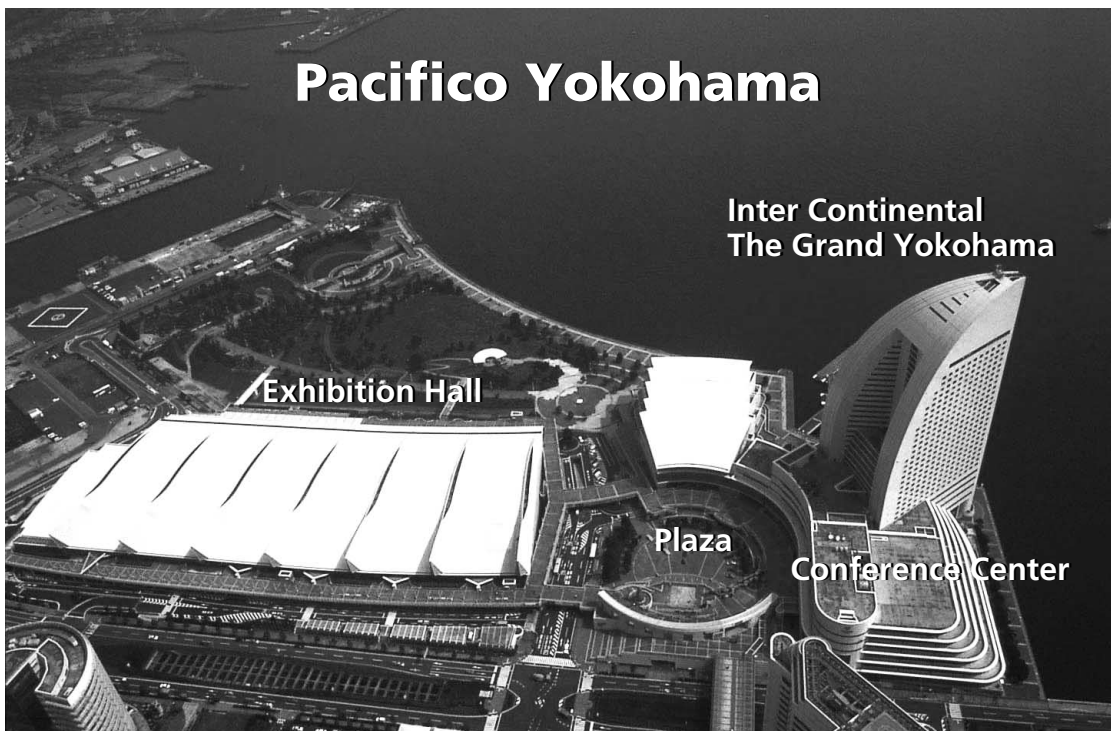 Pacifico Yokohama
Inter Continental
The Grand Yokohama
Exhibition Hall
Plaza
Conference Center